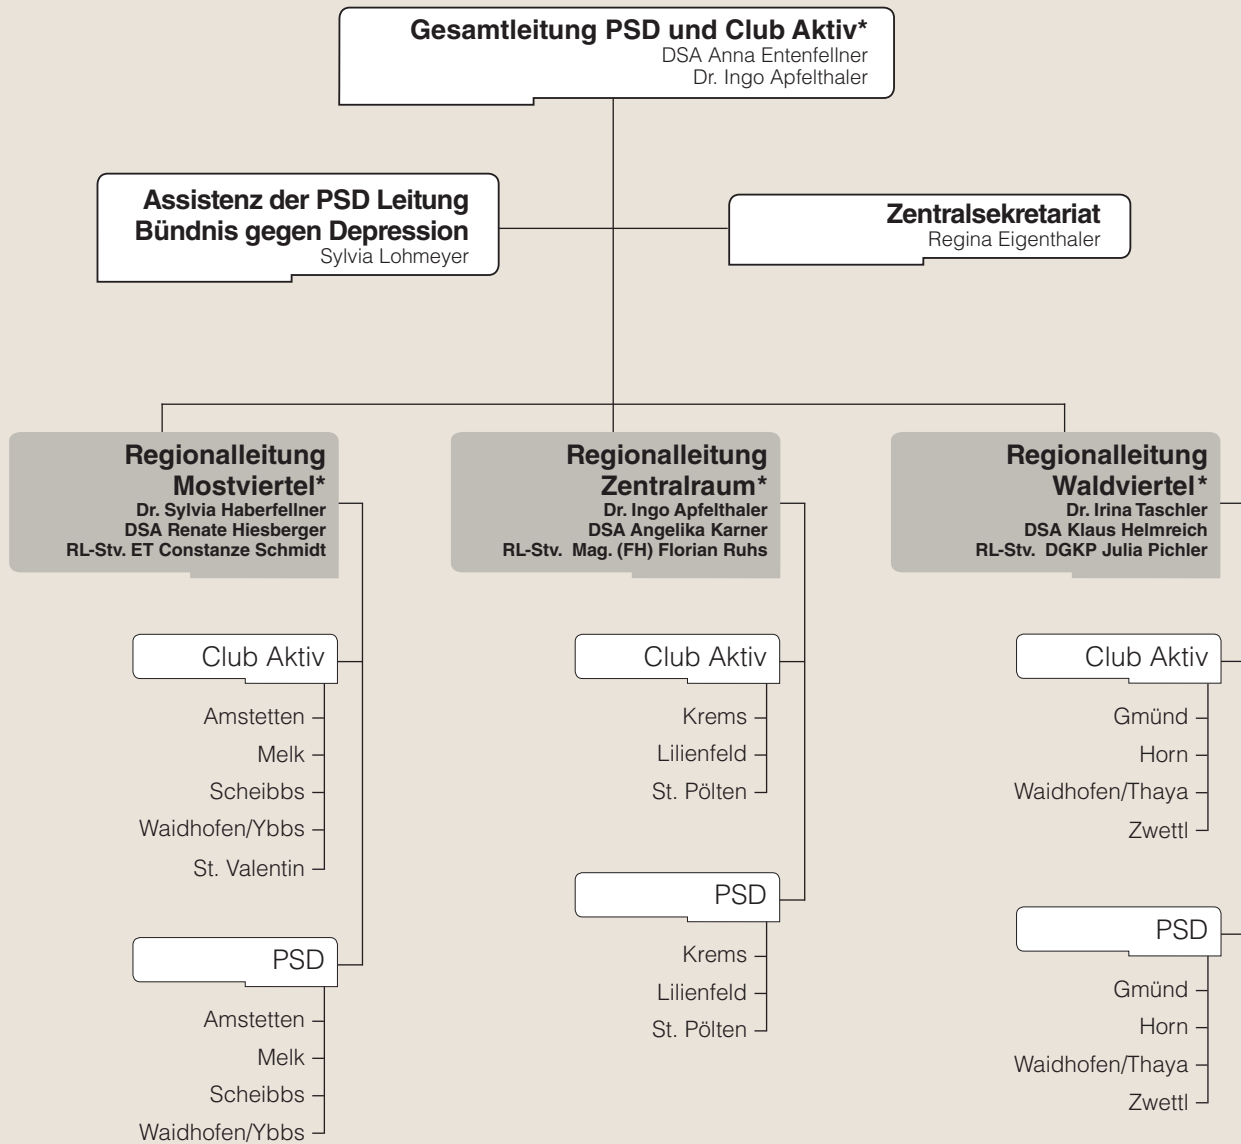 Gesamtleitung PSD und Club Aktiv*
DSA Anna Entenfellner
Dr. Ingo Apfelthaler
Assistenz der PSD Leitung
Bündnis gegen Depression
Sylvia Lohmeyer
Zentralsekretariat
Regina Eigenthaler
Regionalleitung
Mostviertel*
Dr. Sylvia Haberfellner
DSA Renate Hiesberger
RL-Stv. ET Constanze Schmidt
Club Aktiv
Amstetten
Melk
Scheibbs
Waidhofen/Ybbs
St. Valentin
PSD
Amstetten
Melk
Scheibbs
Waidhofen/Ybbs
Regionalleitung
Zentralraum*
Dr. Ingo Apfelthaler
DSA Angelika Karner
RL-Stv. Mag. (FH) Florian Ruhs
Club Aktiv
Krems
Lilienfeld
St. Pölten
PSD
Krems
Lilienfeld
St. Pölten
Regionalleitung
Waldviertel*
Dr. Irina Taschler
DSA Klaus Helmreich
RL-Stv. DGKP Julia Pichler
Club Aktiv
Gmünd
Horn
Waidhofen/Thaya
Zwettl
PSD
Gmünd
Horn
Waidhofen/Thaya
Zwettl